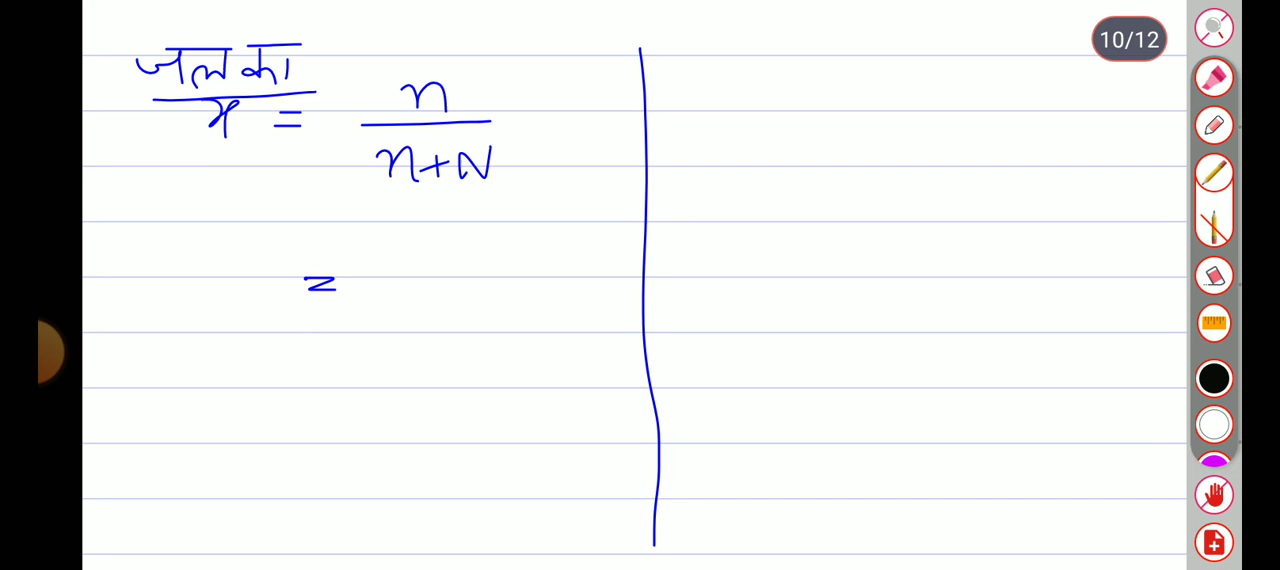 10/12
जल का
x = n / n+N
=